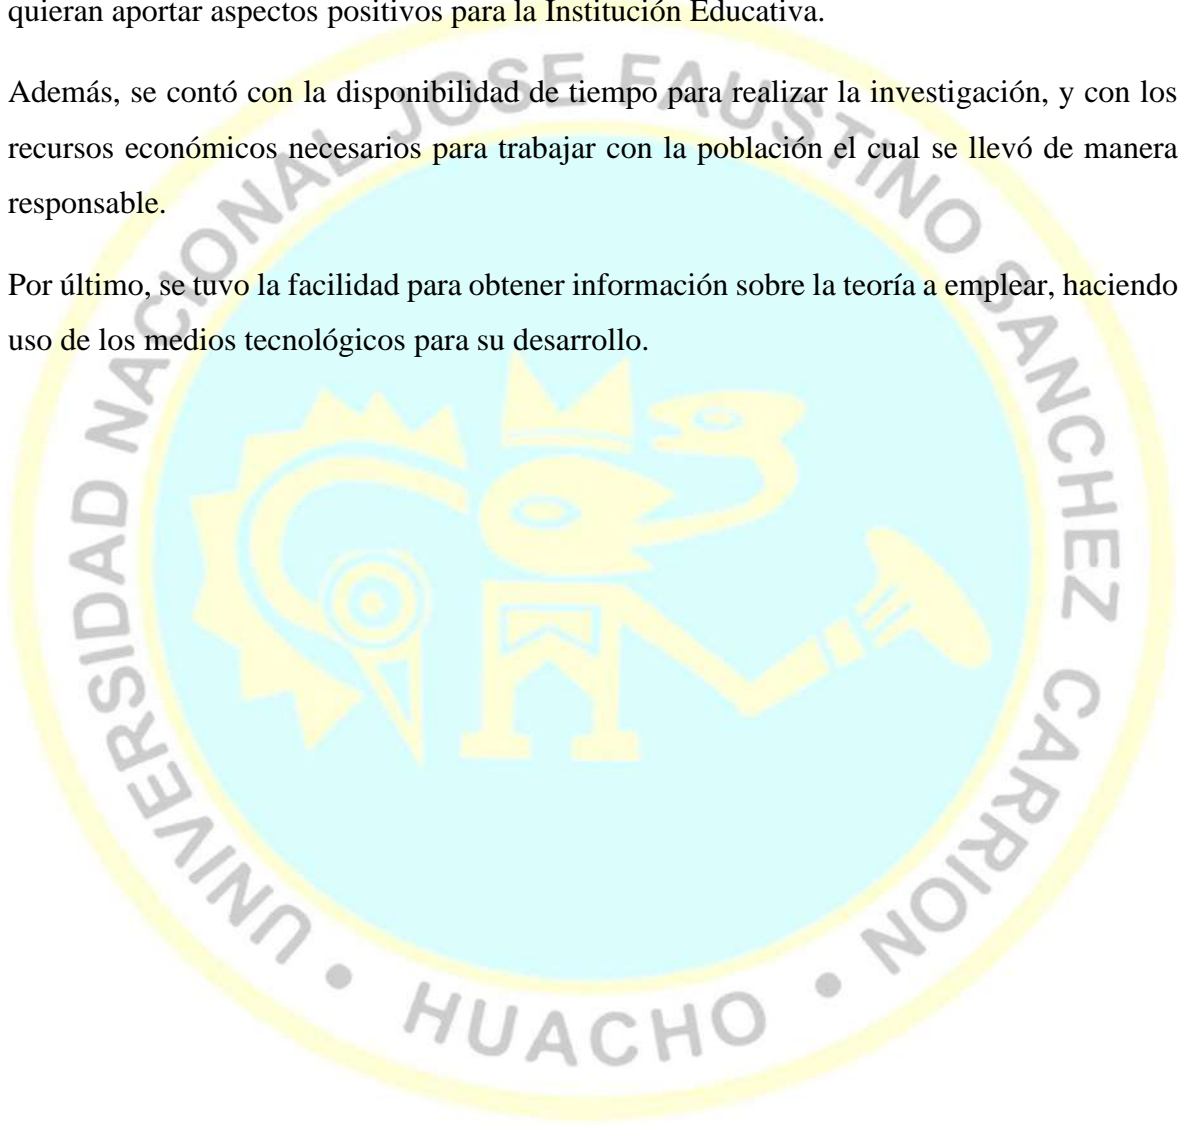 quieran aportar aspectos positivos para la Institución Educativa.
Además, se contó con la disponibilidad de tiempo para realizar la investigación, y con los
recursos económicos necesarios para trabajar con la población el cual se llevó de manera
responsable.
Por último, se tuvo la facilidad para obtener información sobre la teoría a emplear, haciendo
uso de los medios tecnológicos para su desarrollo.
UNIVERSIDAD NACIONAL JOSE FAUSTINO SANCHEZ CARRION • HUACHO •